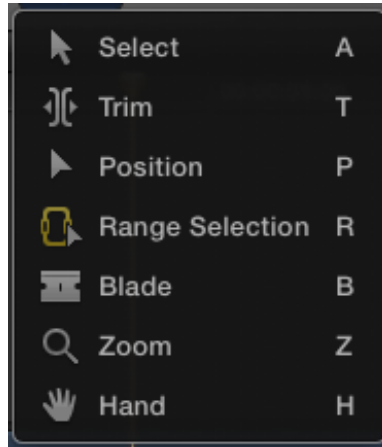 Select A
Trim T
Position P
Range Selection R
Blade B
Zoom Z
Hand H